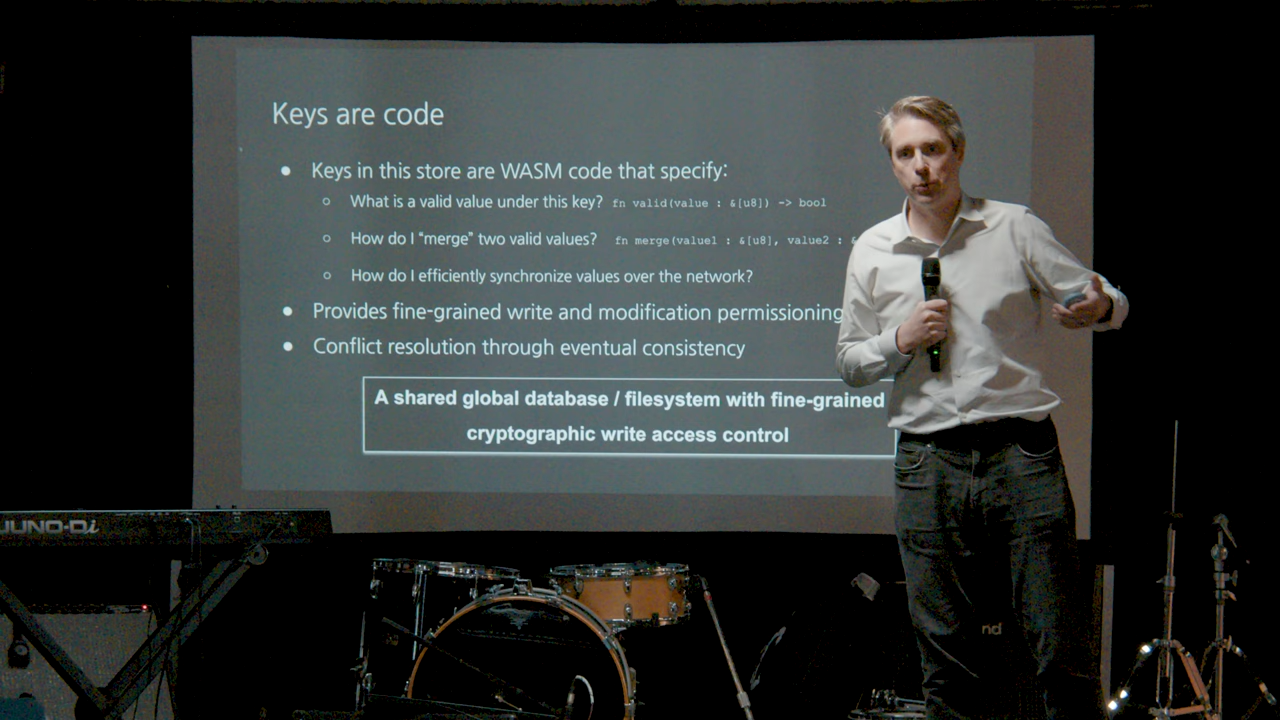 Keys are code
● Keys in this store are WASM code that specify:
○ What is a valid value under this key? fn valid(value : &[u8]) -> bool
○ How do I “merge” two valid values? fn merge(value1 : &[u8], value2 : &
○ How do I efficiently synchronize values over the network?
● Provides fine-grained write and modification permissioning
● Conflict resolution through eventual consistency
A shared global database / filesystem with fine-grained
cryptographic write access control
JUNO-Di
nd